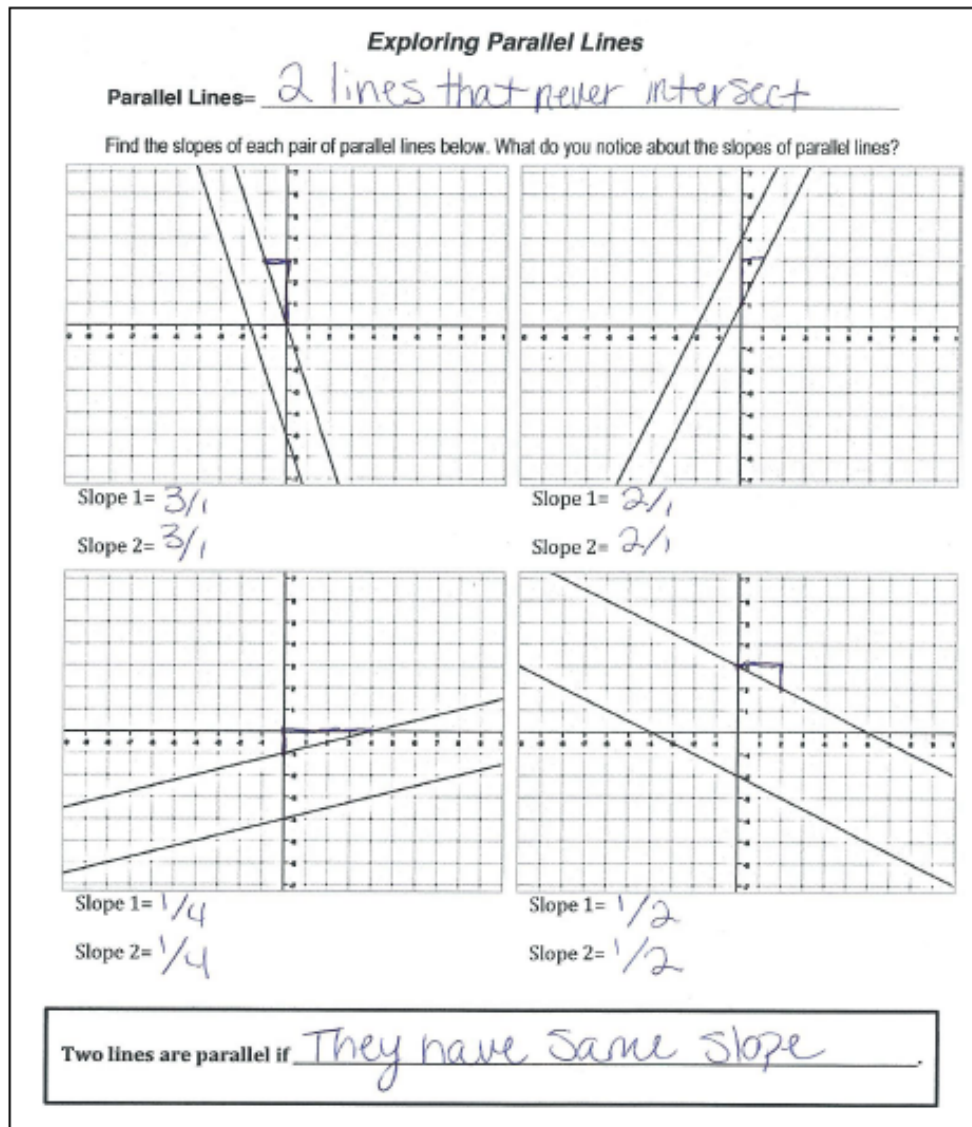 Exploring Parallel Lines
Parallel Lines= 2 lines that never intersect
Find the slopes of each pair of parallel lines below. What do you notice about the slopes of parallel lines?
Slope 1= 3/1
Slope 2= 3/1
Slope 1= 2/1
Slope 2= 2/1
Slope 1= 1/4
Slope 2= 1/4
Slope 1= 1/2
Slope 2= 1/2
Two lines are parallel if They have same slope.